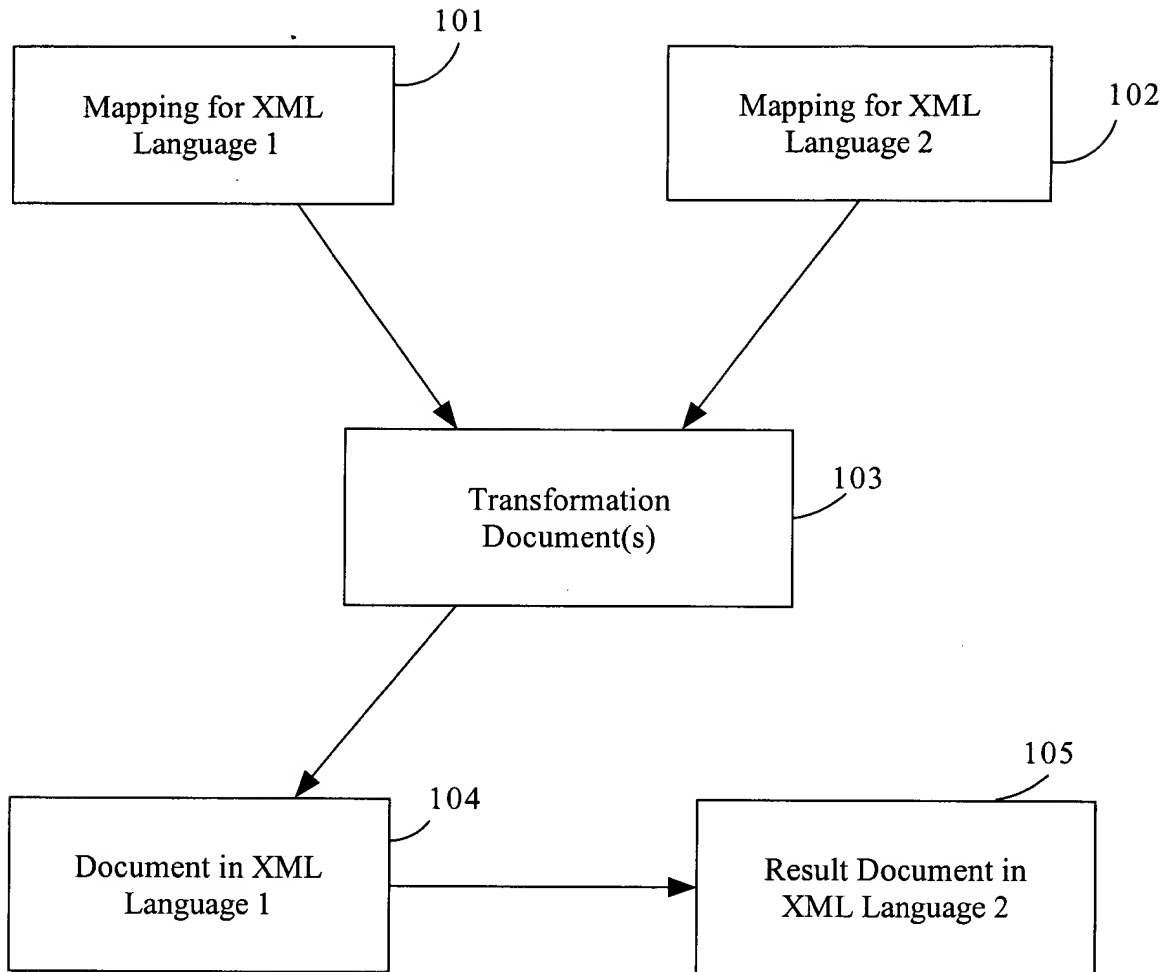 101
Mapping for XML
Language 1
102
Mapping for XML
Language 2
103
Transformation
Document(s)
104
Document in XML
Language 1
105
Result Document in
XML Language 2